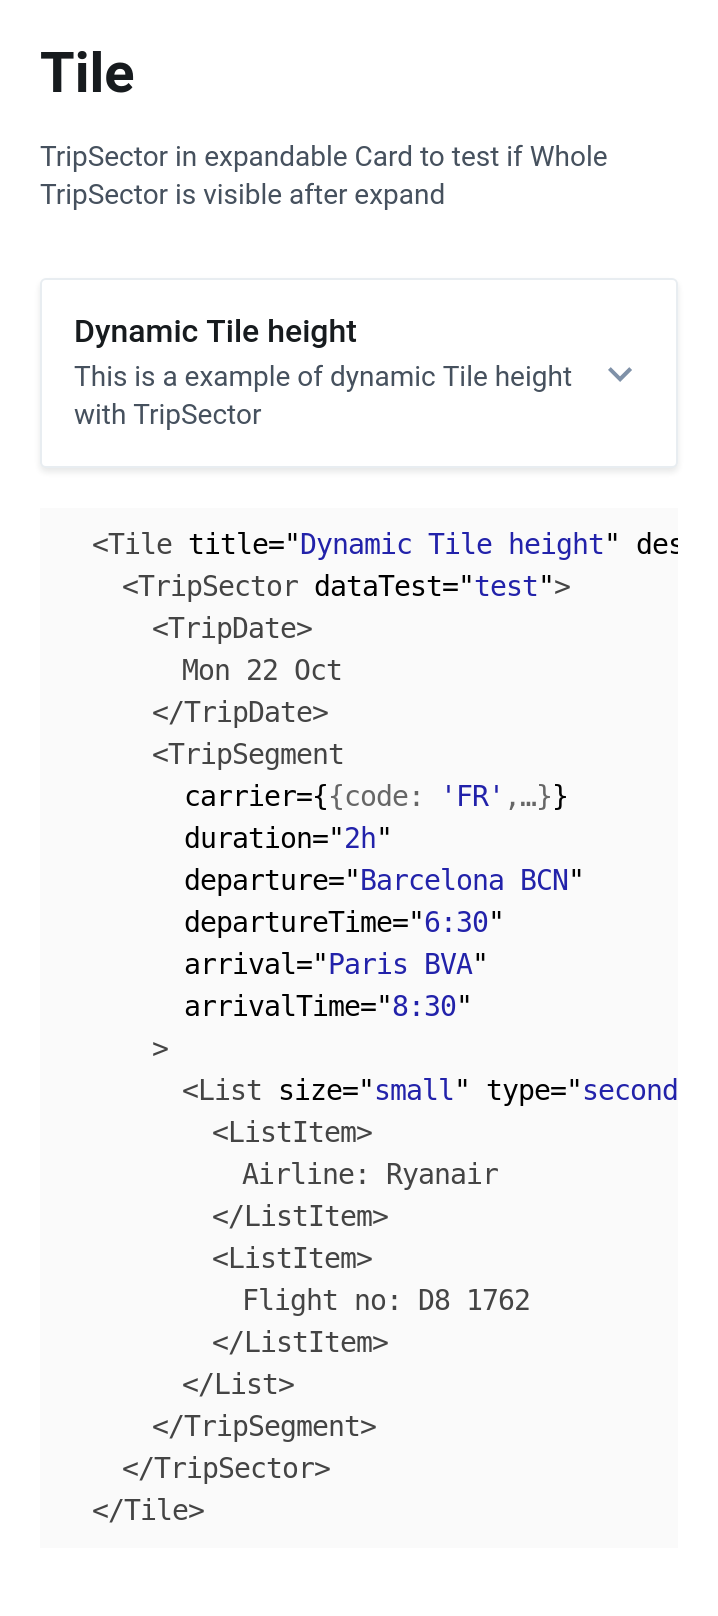 Tile
TripSector in expandable Card to test if Whole
TripSector is visible after expand
Dynamic Tile height
This is a example of dynamic Tile height
with TripSector
<Tile title="Dynamic Tile height" des
<TripSector dataTest="test">
<TripDate>
Mon 22 Oct
</TripDate>
<TripSegment
carrier={{code: 'FR',…}}
duration="2h"
departure="Barcelona BCN"
departureTime="6:30"
arrival="Paris BVA"
arrivalTime="8:30"
>
<List size="small" type="second
<ListItem>
Airline: Ryanair
</ListItem>
<ListItem>
Flight no: D8 1762
</ListItem>
</List>
</TripSegment>
</TripSector>
</Tile>